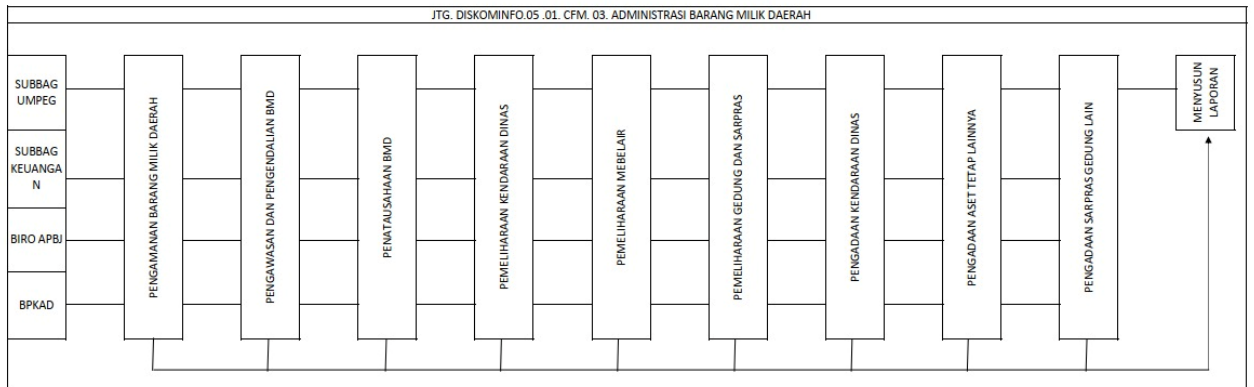 JTG. DISKOMINFO.05 .01. CFM. 03. ADMINISTRASI BARANG MILIK DAERAH
SUBBAG
UMPEG
SUBBAG
KEUANGA
N
BIRO APBJ
BPKAD
PENGAMANAN BARANG MILIK DAERAH
PENGAWASAN DAN PENGENDALIAN BMD
PENATAUSAHAAN BMD
PEMELIHARAAN KENDARAAN DINAS
PEMELIHARAAN MEBELAIR
PEMELIHARAAN GEDUNG DAN SARPRAS
PENGADAAN KENDARAAN DINAS
PENGADAAN ASET TETAP LAINNYA
PENGADAAN SARPRAS GEDUNG LAIN
MENYUSUN
LAPORAN